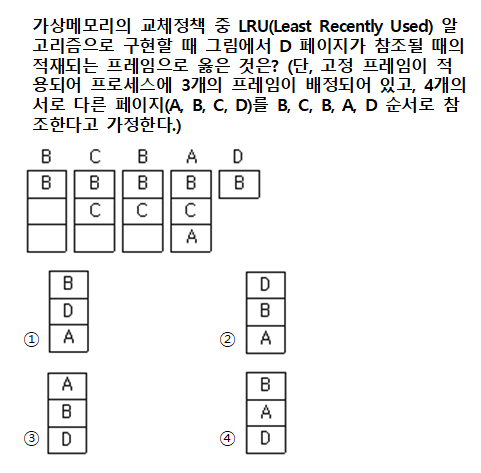 가상메모리의 교체정책 중 LRU(Least Recently Used) 알
고리즘으로 구현할 때 그림에서 D 페이지가 참조될 때의
적재되는 프레임으로 옳은 것은? (단, 고정 프레임이 적
용되어 프로세스에 3개의 프레임이 배정되어 있고, 4개의
서로 다른 페이지(A, B, C, D)를 B, C, B, A, D 순서로 참
조한다고 가정한다.)
B C B A D
B B B B B
C C C
A
① B D A
② D B A
③ A B D
④ B A D